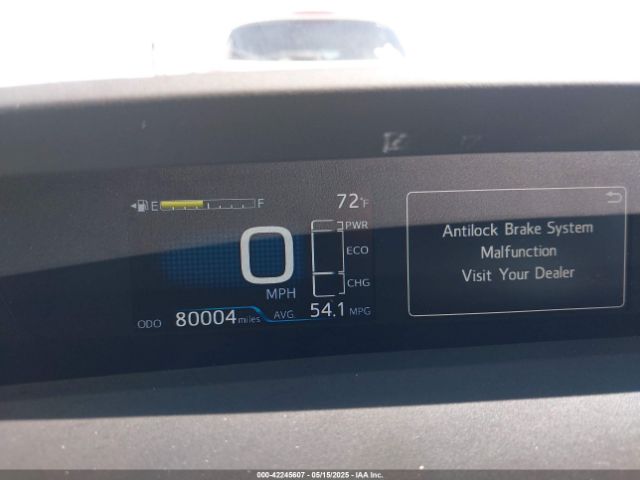 E F 72°F
PWR
ECO
0
MPH
CHG
ODO 80004 miles AVG 54.1 MPG
Antilock Brake System
Malfunction
Visit Your Dealer
000-42245607 - 05/15/2025 - IAA Inc.